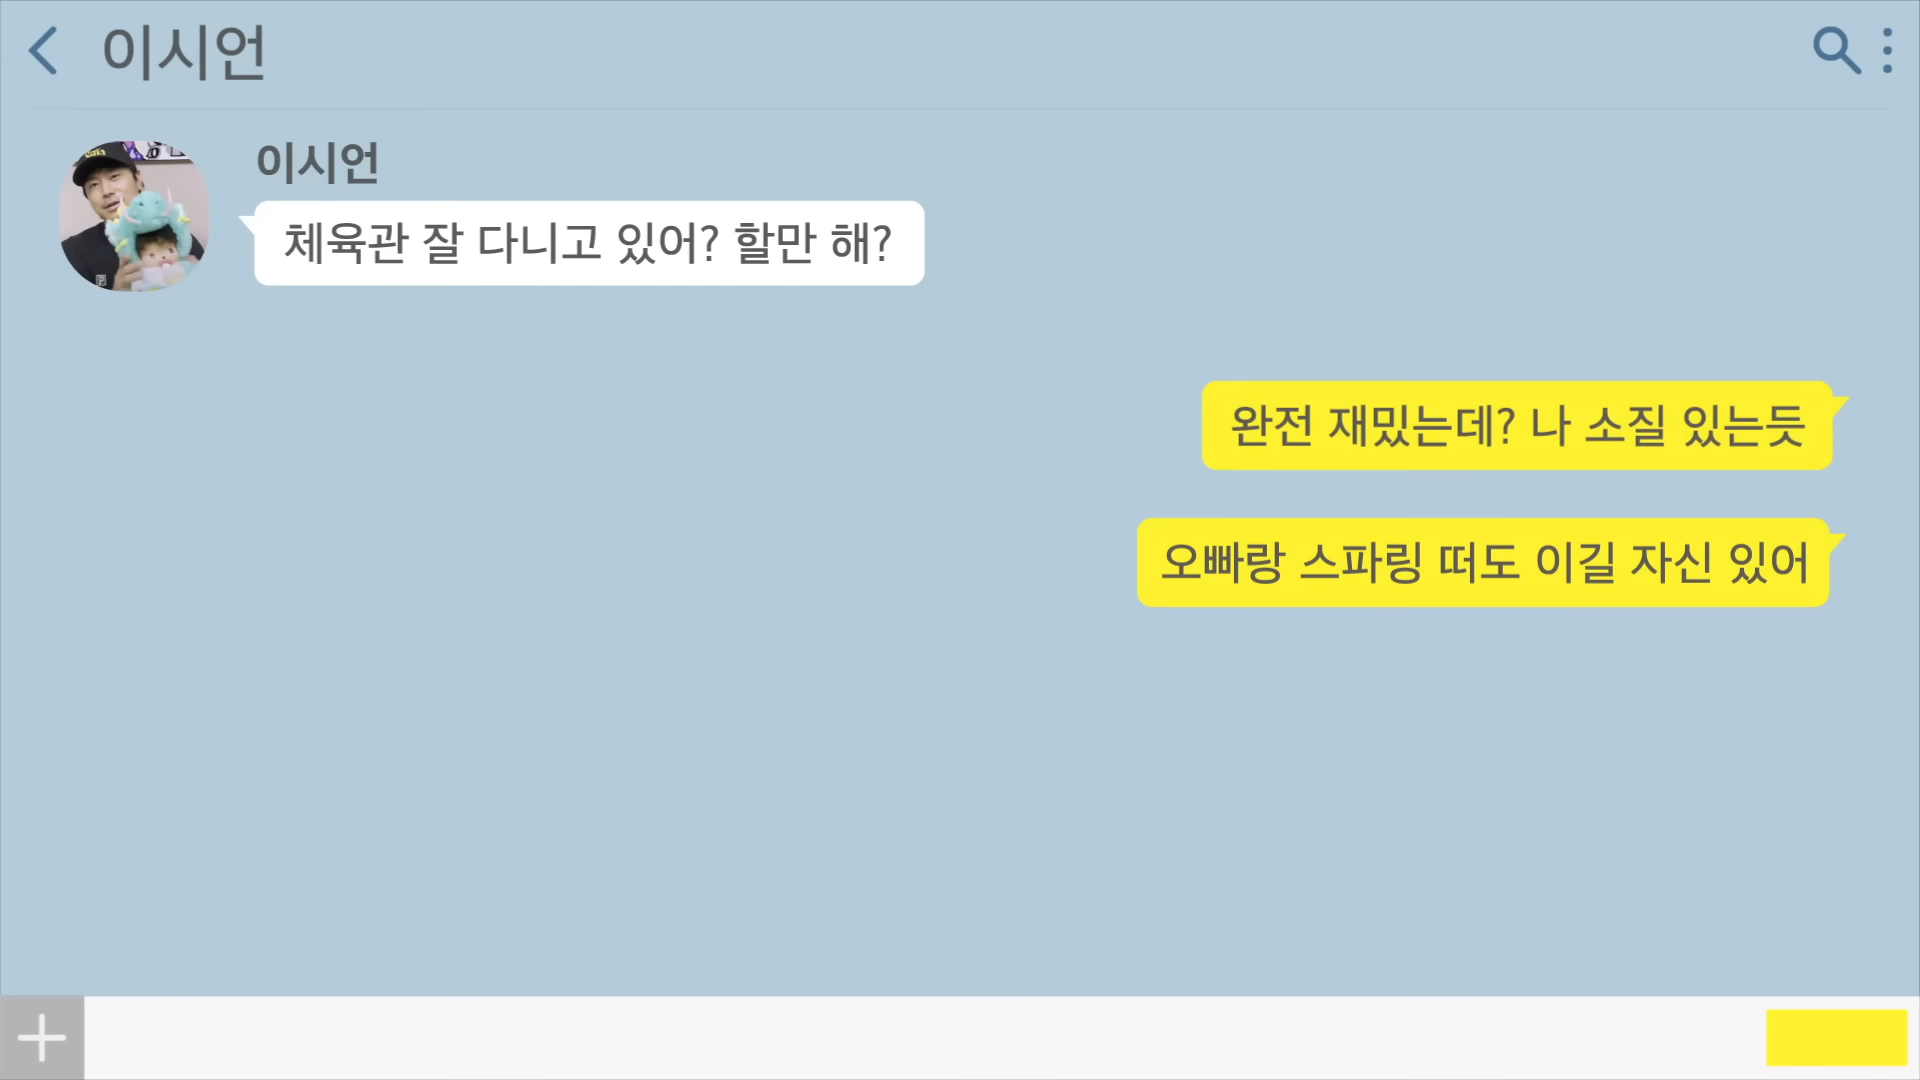 이시언
이시언
체육관 잘 다니고 있어? 할만 해?
완전 재밌는데? 나 소질 있는듯
오빠랑 스파링 떠도 이길 자신 있어